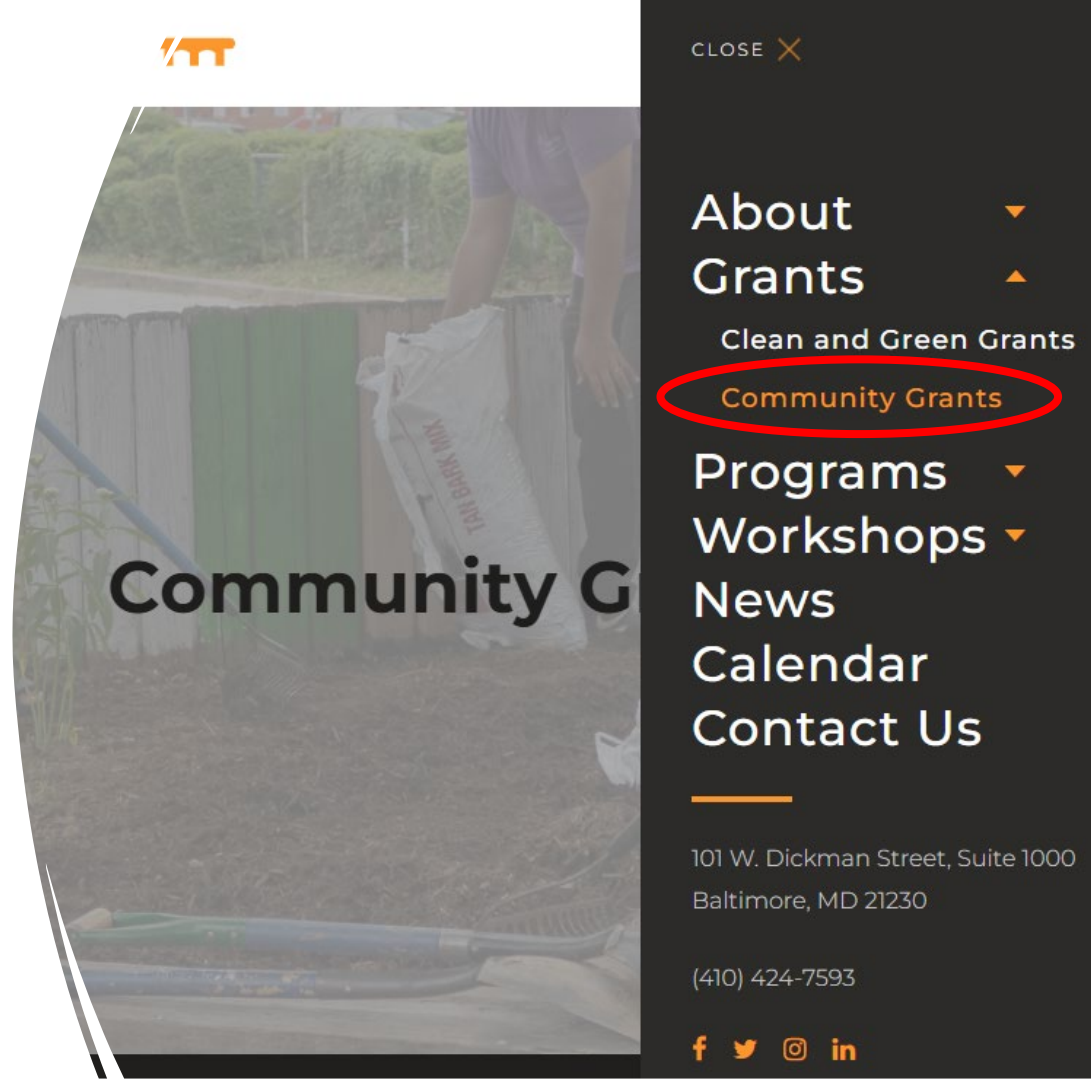 CLOSE
About
Grants
Clean and Green Grants
Community Grants
Programs
Workshops
News
Calendar
Contact Us
101 W. Dickman Street, Suite 1000
Baltimore, MD 21230
(410) 424-7593
Community G
TAN BARK MIX